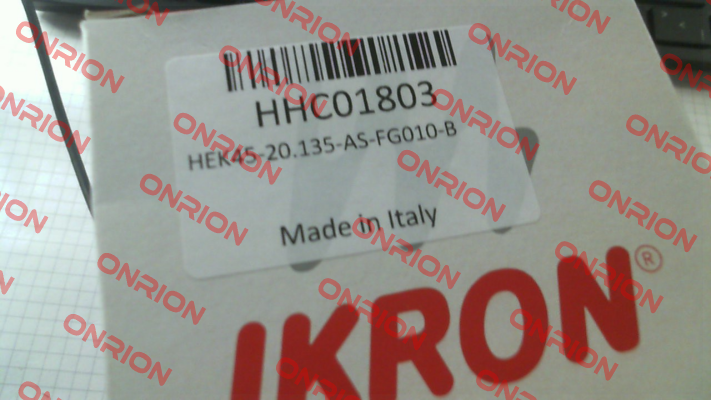 HHC01803
HEK45-20.135-AS-FG010-B
Made in Italy
IKRON®
ONRION